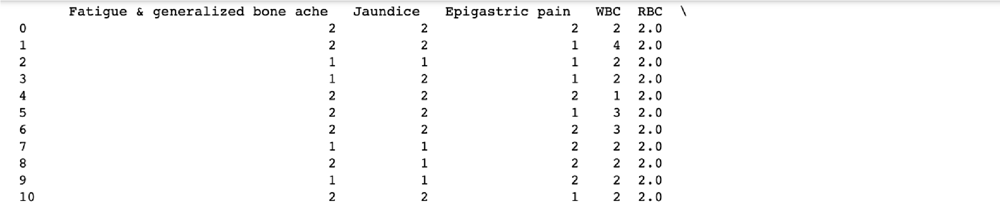 Fatigue & generalized bone ache Jaundice Epigastric pain WBC RBC \
0 2 2 2 2 2.0
1 2 2 1 4 2.0
2 1 1 1 2 2.0
3 1 2 1 2 2.0
4 2 2 2 1 2.0
5 2 2 1 3 2.0
6 2 2 2 3 2.0
7 1 1 2 2 2.0
8 2 1 2 2 2.0
9 1 1 2 2 2.0
10 2 2 1 2 2.0